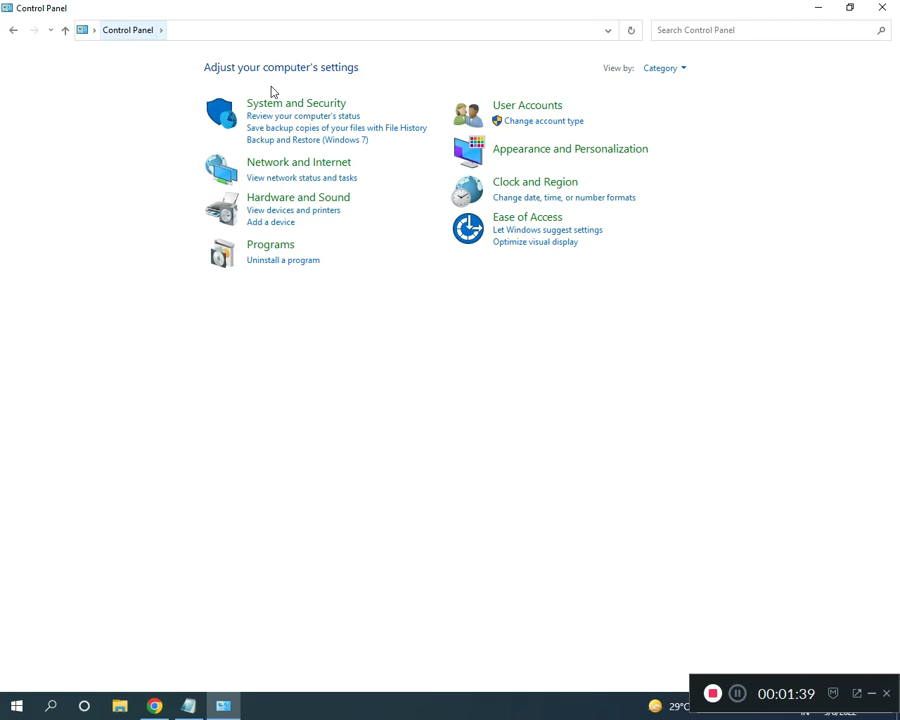 Control Panel
Control Panel
Search Control Panel
Adjust your computer's settings
View by: Category
System and Security
Review your computer's status
Save backup copies of your files with File History
Backup and Restore (Windows 7)
Network and Internet
View network status and tasks
Hardware and Sound
View devices and printers
Add a device
Programs
Uninstall a program
User Accounts
Change account type
Appearance and Personalization
Clock and Region
Change date, time, or number formats
Ease of Access
Let Windows suggest settings
Optimize visual display
29°C
00:01:39